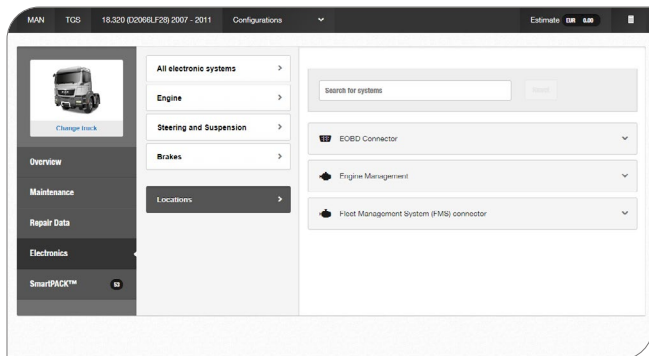 MAN TGS 18.320 (D2066LF28) 2007 - 2011 Configurations Estimate EUR 0.00
Change truck
Overview
Maintenance
Repair Data
Electronics
SmartPACK™ 53
All electronic systems
Engine
Steering and Suspension
Brakes
Locations
Search for systems
EOBD Connector
Engine Management
Fleet Management System (FMS) connector